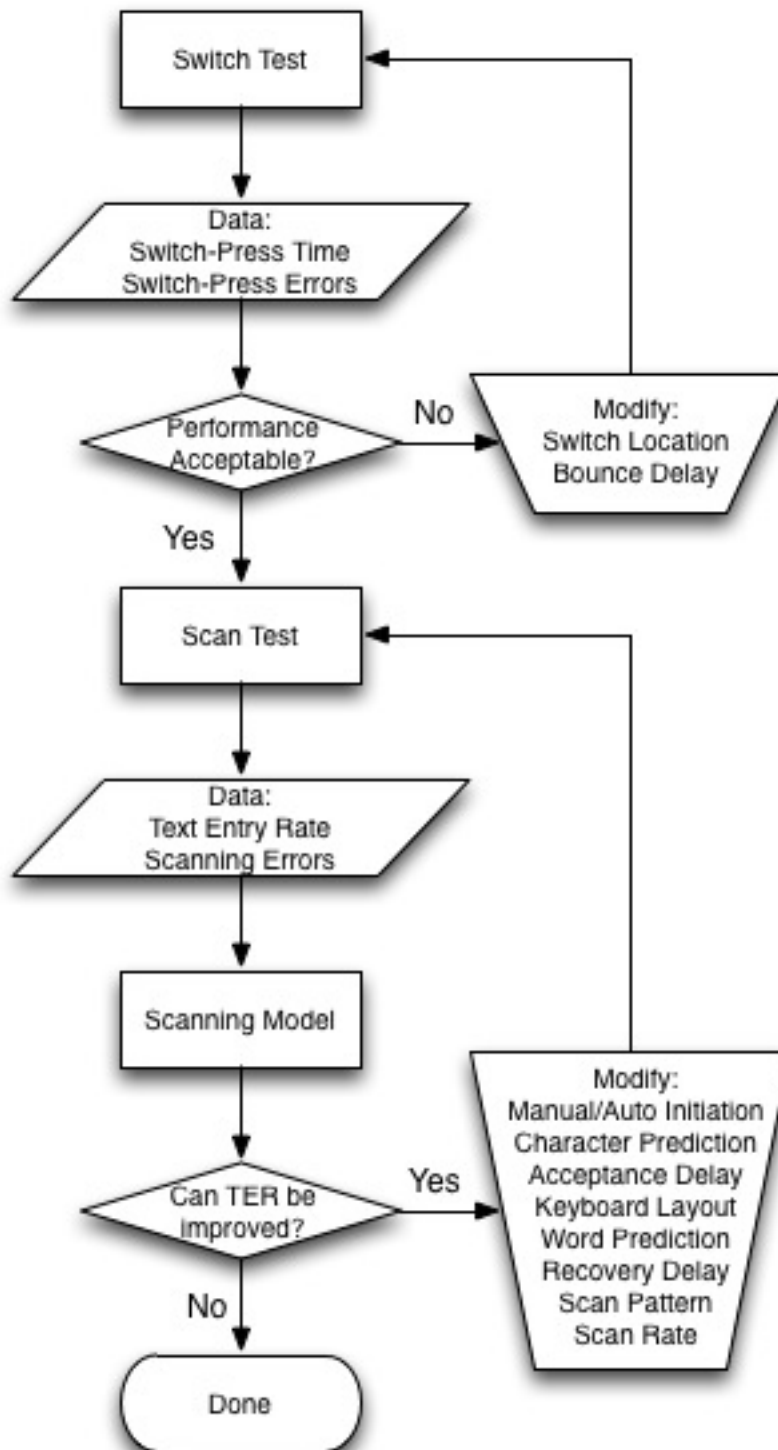 Switch Test
Data:
Switch-Press Time
Switch-Press Errors
Performance
Acceptable?
No
Modify:
Switch Location
Bounce Delay
Yes
Scan Test
Data:
Text Entry Rate
Scanning Errors
Scanning Model
Can TER be
improved?
Yes
Modify:
Manual/Auto Initiation
Character Prediction
Acceptance Delay
Keyboard Layout
Word Prediction
Recovery Delay
Scan Pattern
Scan Rate
No
Done